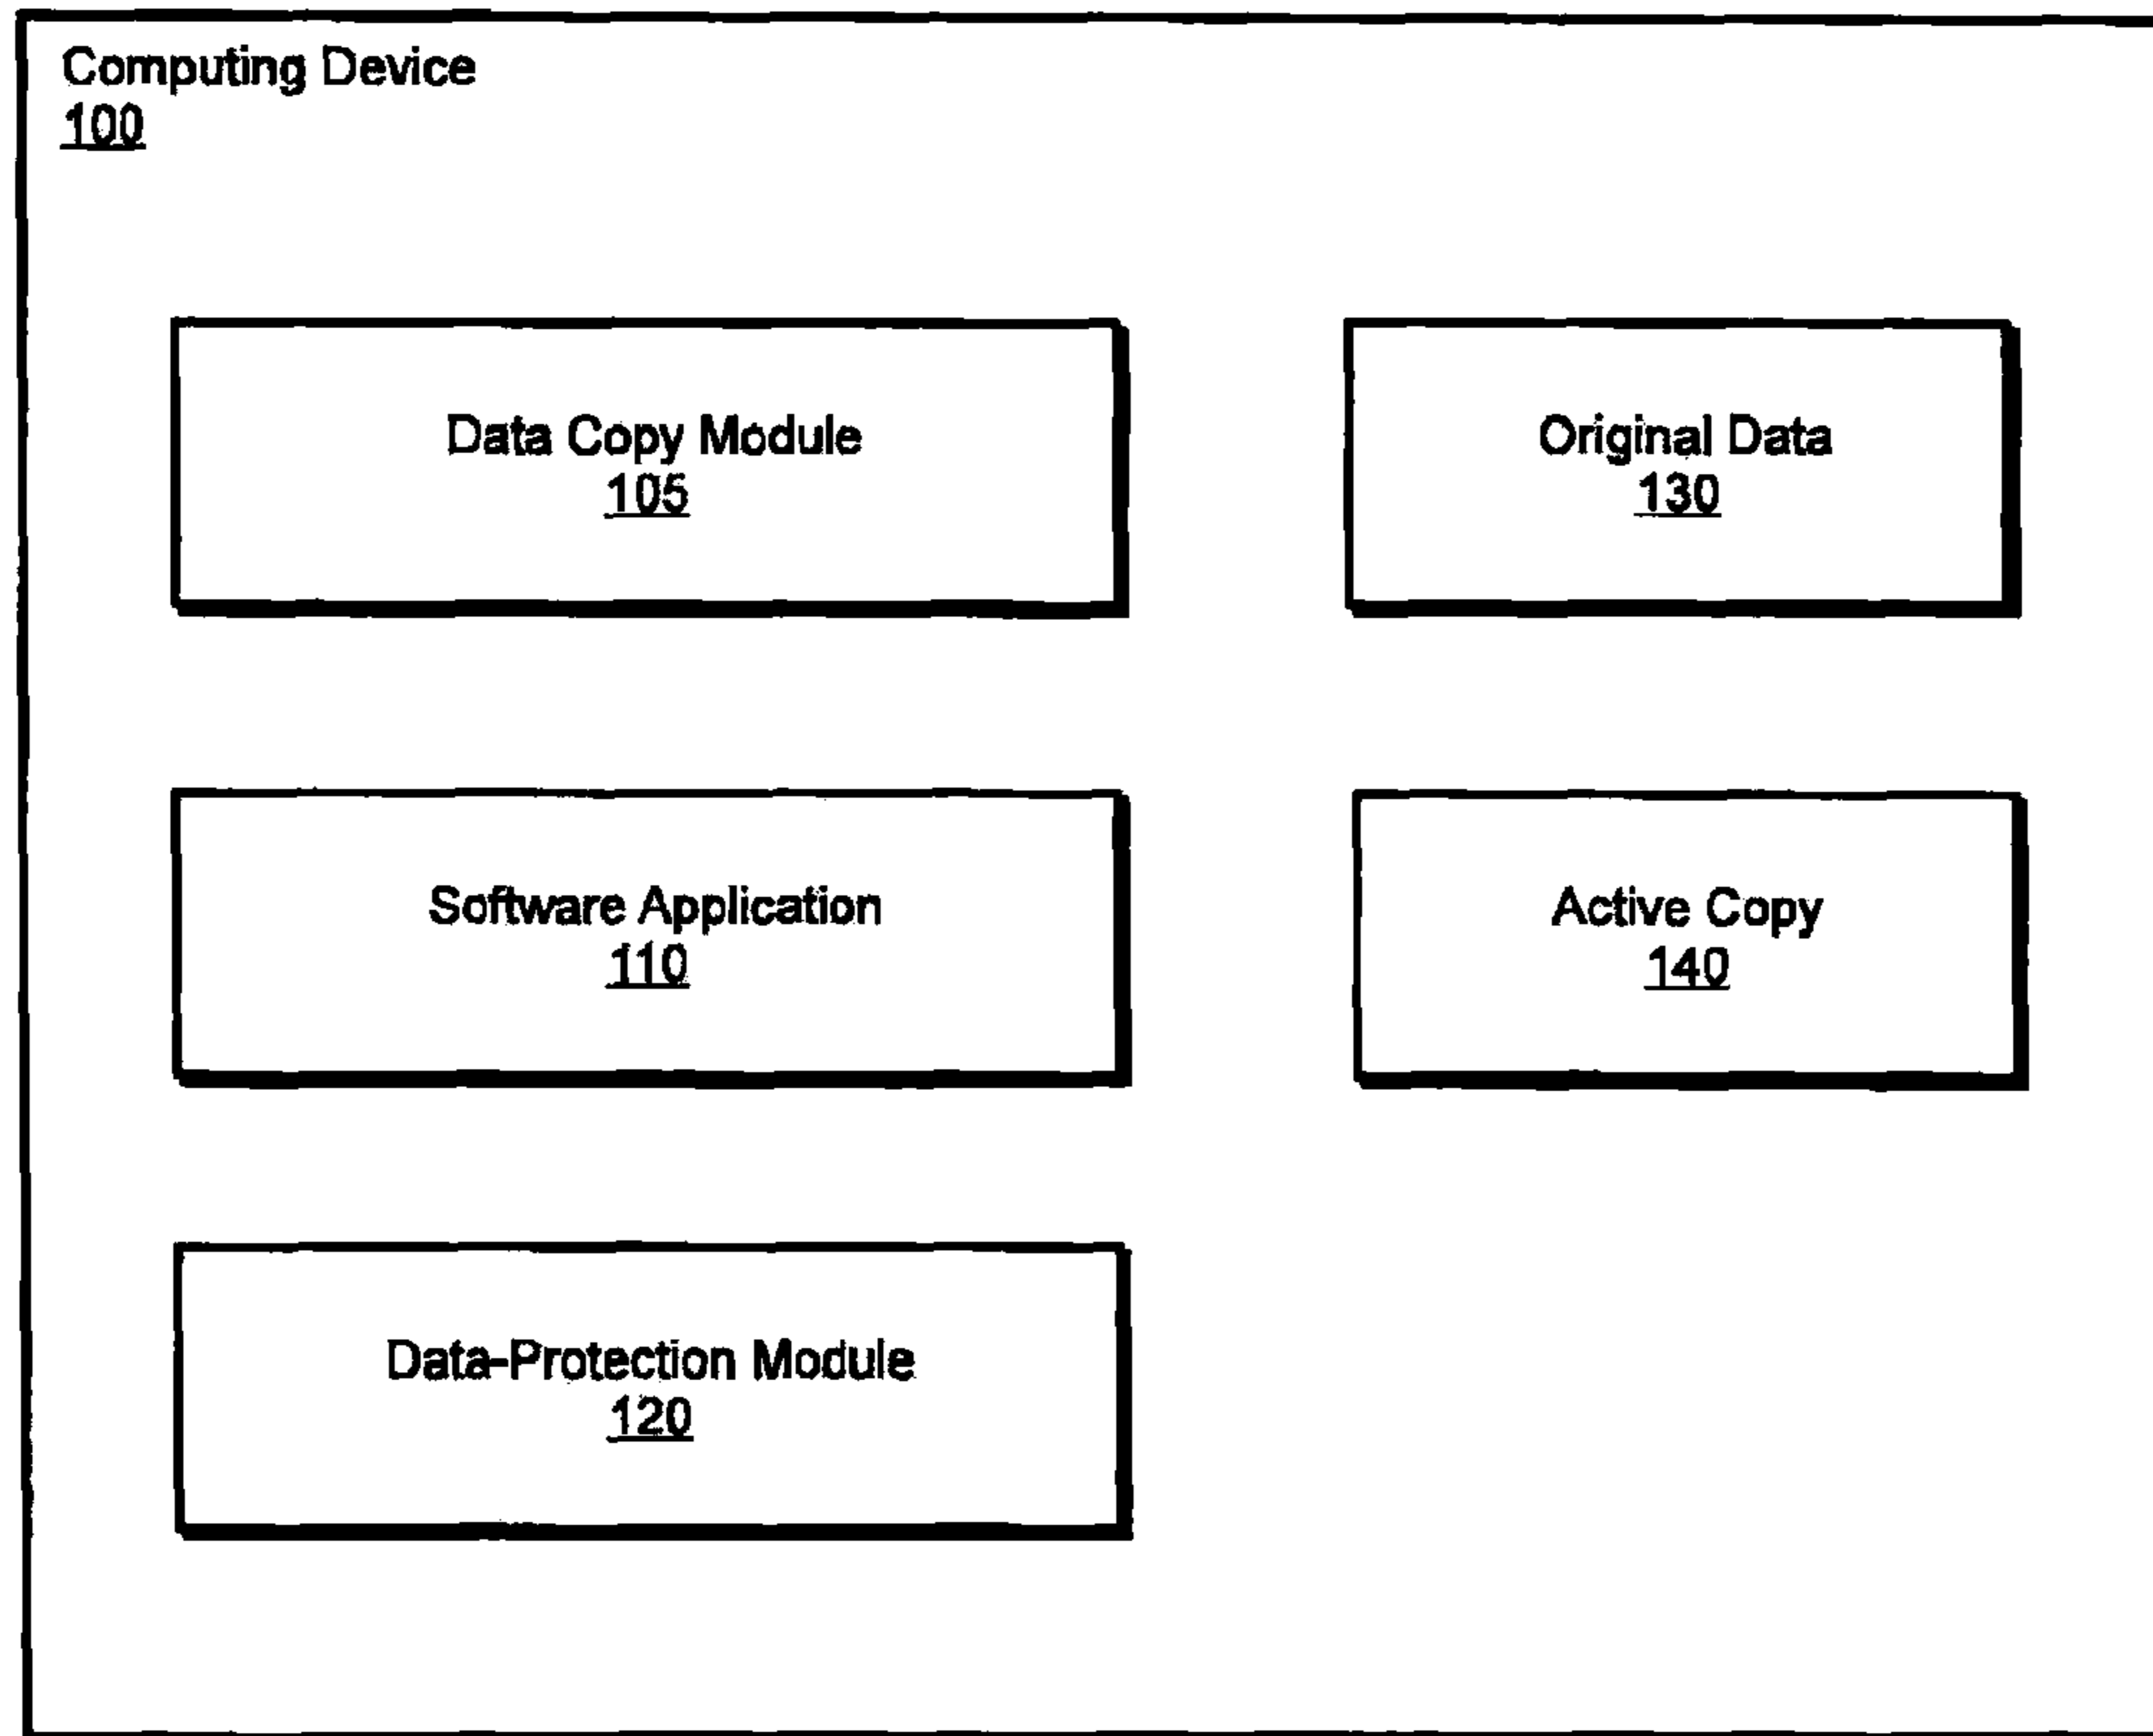 Computing Device
100
Data Copy Module
105
Original Data
130
Software Application
110
Active Copy
140
Data-Protection Module
120